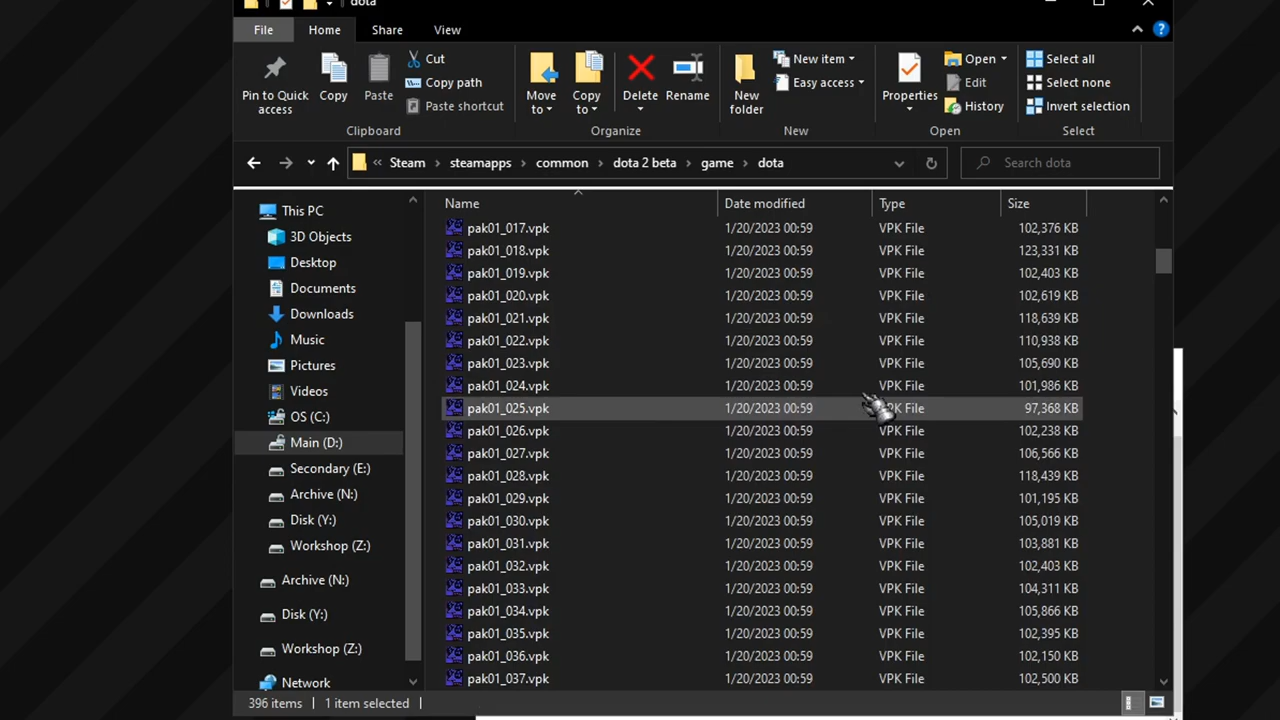 dota
File Home Share View
Pin to Quick access
Copy
Paste
Cut
Copy path
Paste shortcut
Clipboard
Move to
Copy to
Delete
Rename
Organize
New folder
New item
Easy access
New
Properties
Open
Edit
History
Open
Select all
Select none
Invert selection
Select
« Steam > steamapps > common > dota 2 beta > game > dota
Search dota
This PC
3D Objects
Desktop
Documents
Downloads
Music
Pictures
Videos
OS (C:)
Main (D:)
Secondary (E:)
Archive (N:)
Disk (Y:)
Workshop (Z:)
Archive (N:)
Disk (Y:)
Workshop (Z:)
Network
Name Date modified Type Size
pak01_017.vpk 1/20/2023 00:59 VPK File 102,376 KB
pak01_018.vpk 1/20/2023 00:59 VPK File 123,331 KB
pak01_019.vpk 1/20/2023 00:59 VPK File 102,403 KB
pak01_020.vpk 1/20/2023 00:59 VPK File 102,619 KB
pak01_021.vpk 1/20/2023 00:59 VPK File 118,639 KB
pak01_022.vpk 1/20/2023 00:59 VPK File 110,938 KB
pak01_023.vpk 1/20/2023 00:59 VPK File 105,690 KB
pak01_024.vpk 1/20/2023 00:59 VPK File 101,986 KB
pak01_025.vpk 1/20/2023 00:59 VPK File 97,368 KB
pak01_026.vpk 1/20/2023 00:59 VPK File 102,238 KB
pak01_027.vpk 1/20/2023 00:59 VPK File 106,566 KB
pak01_028.vpk 1/20/2023 00:59 VPK File 118,439 KB
pak01_029.vpk 1/20/2023 00:59 VPK File 101,195 KB
pak01_030.vpk 1/20/2023 00:59 VPK File 105,019 KB
pak01_031.vpk 1/20/2023 00:59 VPK File 103,881 KB
pak01_032.vpk 1/20/2023 00:59 VPK File 102,403 KB
pak01_033.vpk 1/20/2023 00:59 VPK File 104,311 KB
pak01_034.vpk 1/20/2023 00:59 VPK File 105,866 KB
pak01_035.vpk 1/20/2023 00:59 VPK File 102,395 KB
pak01_036.vpk 1/20/2023 00:59 VPK File 102,150 KB
pak01_037.vpk 1/20/2023 00:59 VPK File 102,500 KB
396 items 1 item selected